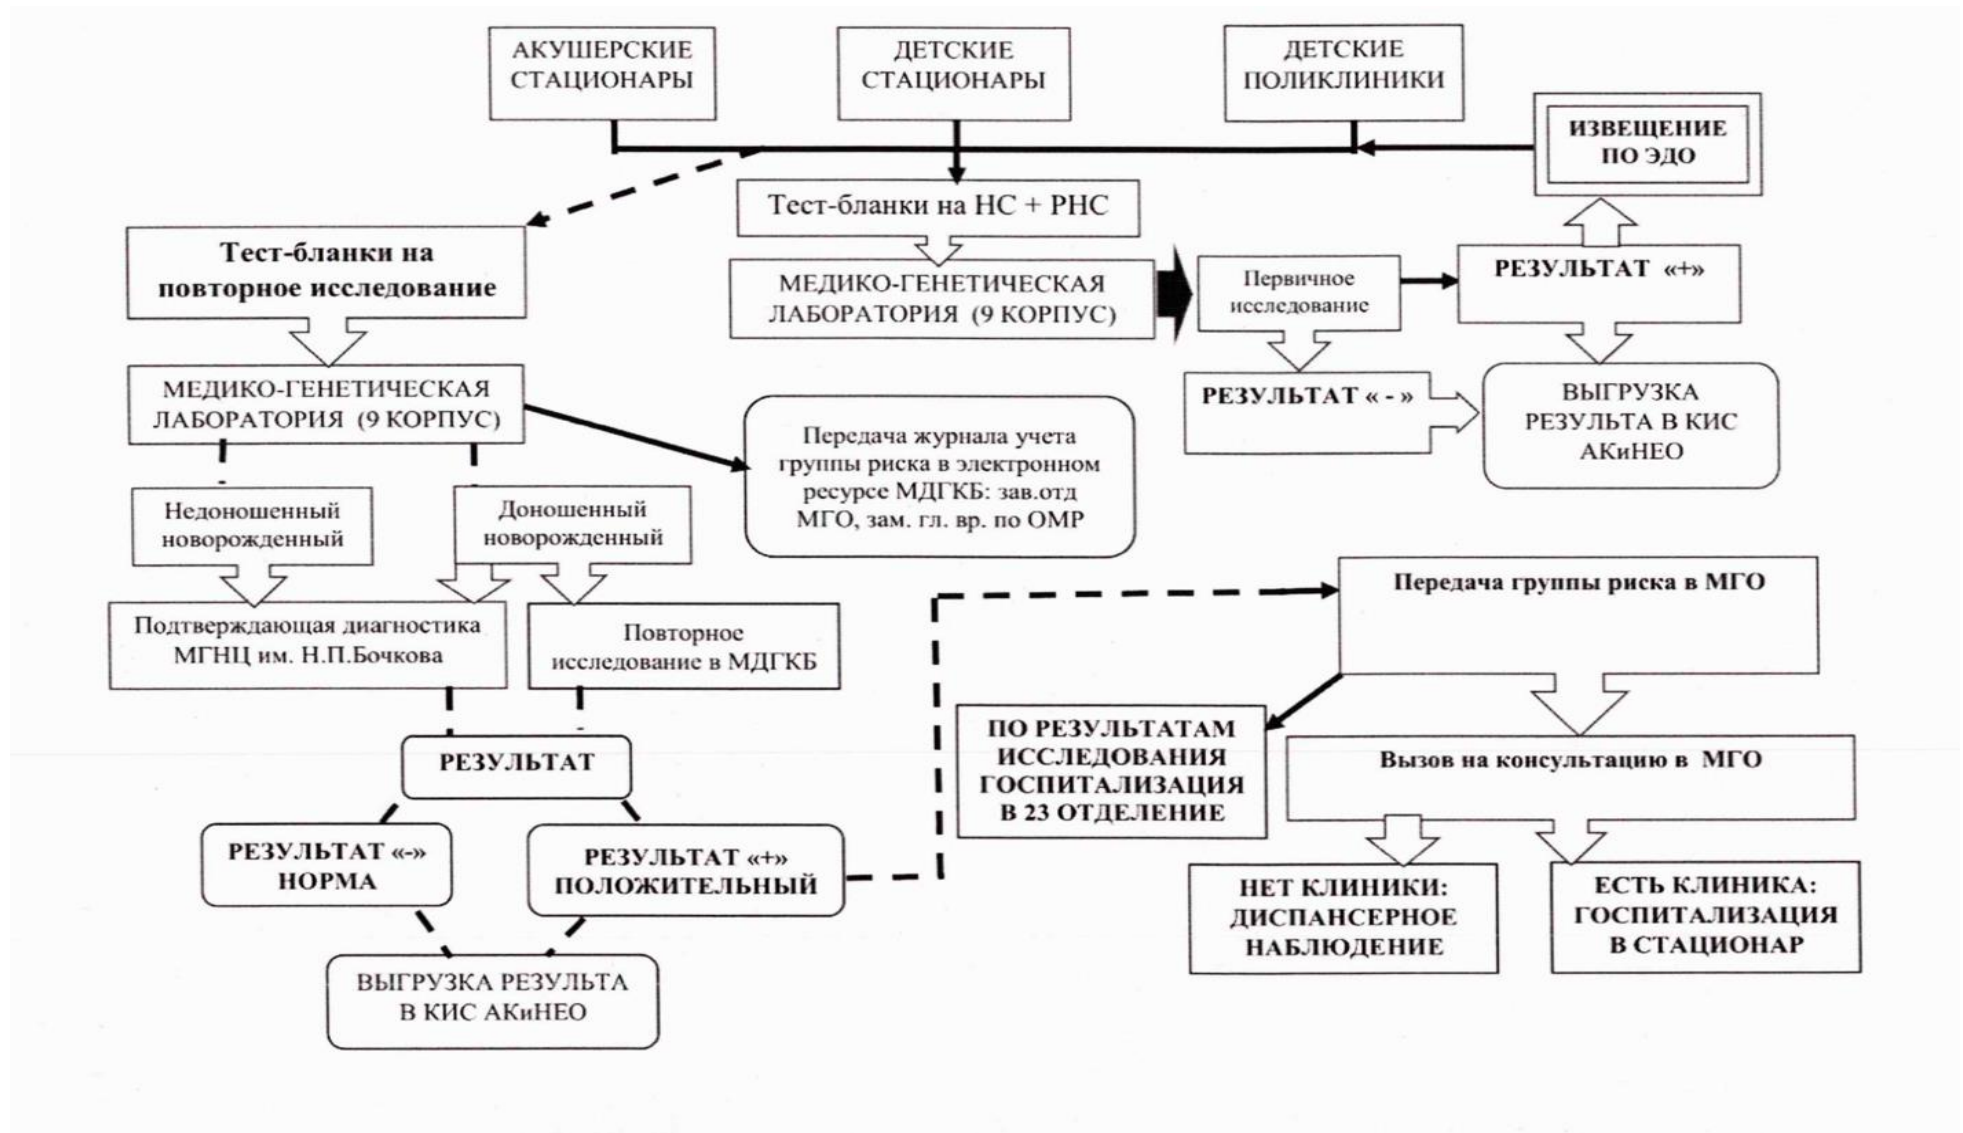 АКУШЕРСКИЕ
СТАЦИОНАРЫ
ДЕТСКИЕ
СТАЦИОНАРЫ
ДЕТСКИЕ
ПОЛИКЛИНИКИ
ИЗВЕЩЕНИЕ
ПО ЭДО
Тест-бланки на НС + РНС
МЕДИКО-ГЕНЕТИЧЕСКАЯ
ЛАБОРАТОРИЯ (9 КОРПУС)
Первичное
исследование
РЕЗУЛЬТАТ «+»
РЕЗУЛЬТАТ « - »
ВЫГРУЗКА
РЕЗУЛЬТА В КИС
АКиНЕО
Тест-бланки на
повторное исследование
МЕДИКО-ГЕНЕТИЧЕСКАЯ
ЛАБОРАТОРИЯ (9 КОРПУС)
Передача журнала учета
группы риска в электронном
ресурсе МДГКБ: зав.отд
МГО, зам. гл. вр. по ОМР
Недоношенный
новорожденный
Доношенный
новорожденный
Подтверждающая диагностика
МГНЦ им. Н.П.Бочкова
Повторное
исследование в МДГКБ
РЕЗУЛЬТАТ
РЕЗУЛЬТАТ «-»
НОРМА
РЕЗУЛЬТАТ «+»
ПОЛОЖИТЕЛЬНЫЙ
ВЫГРУЗКА РЕЗУЛЬТА
В КИС АКиНЕО
Передача группы риска в МГО
ПО РЕЗУЛЬТАТАМ
ИССЛЕДОВАНИЯ
ГОСПИТАЛИЗАЦИЯ
В 23 ОТДЕЛЕНИЕ
Вызов на консультацию в МГО
НЕТ КЛИНИКИ:
ДИСПАНСЕРНОЕ
НАБЛЮДЕНИЕ
ЕСТЬ КЛИНИКА:
ГОСПИТАЛИЗАЦИЯ
В СТАЦИОНАР